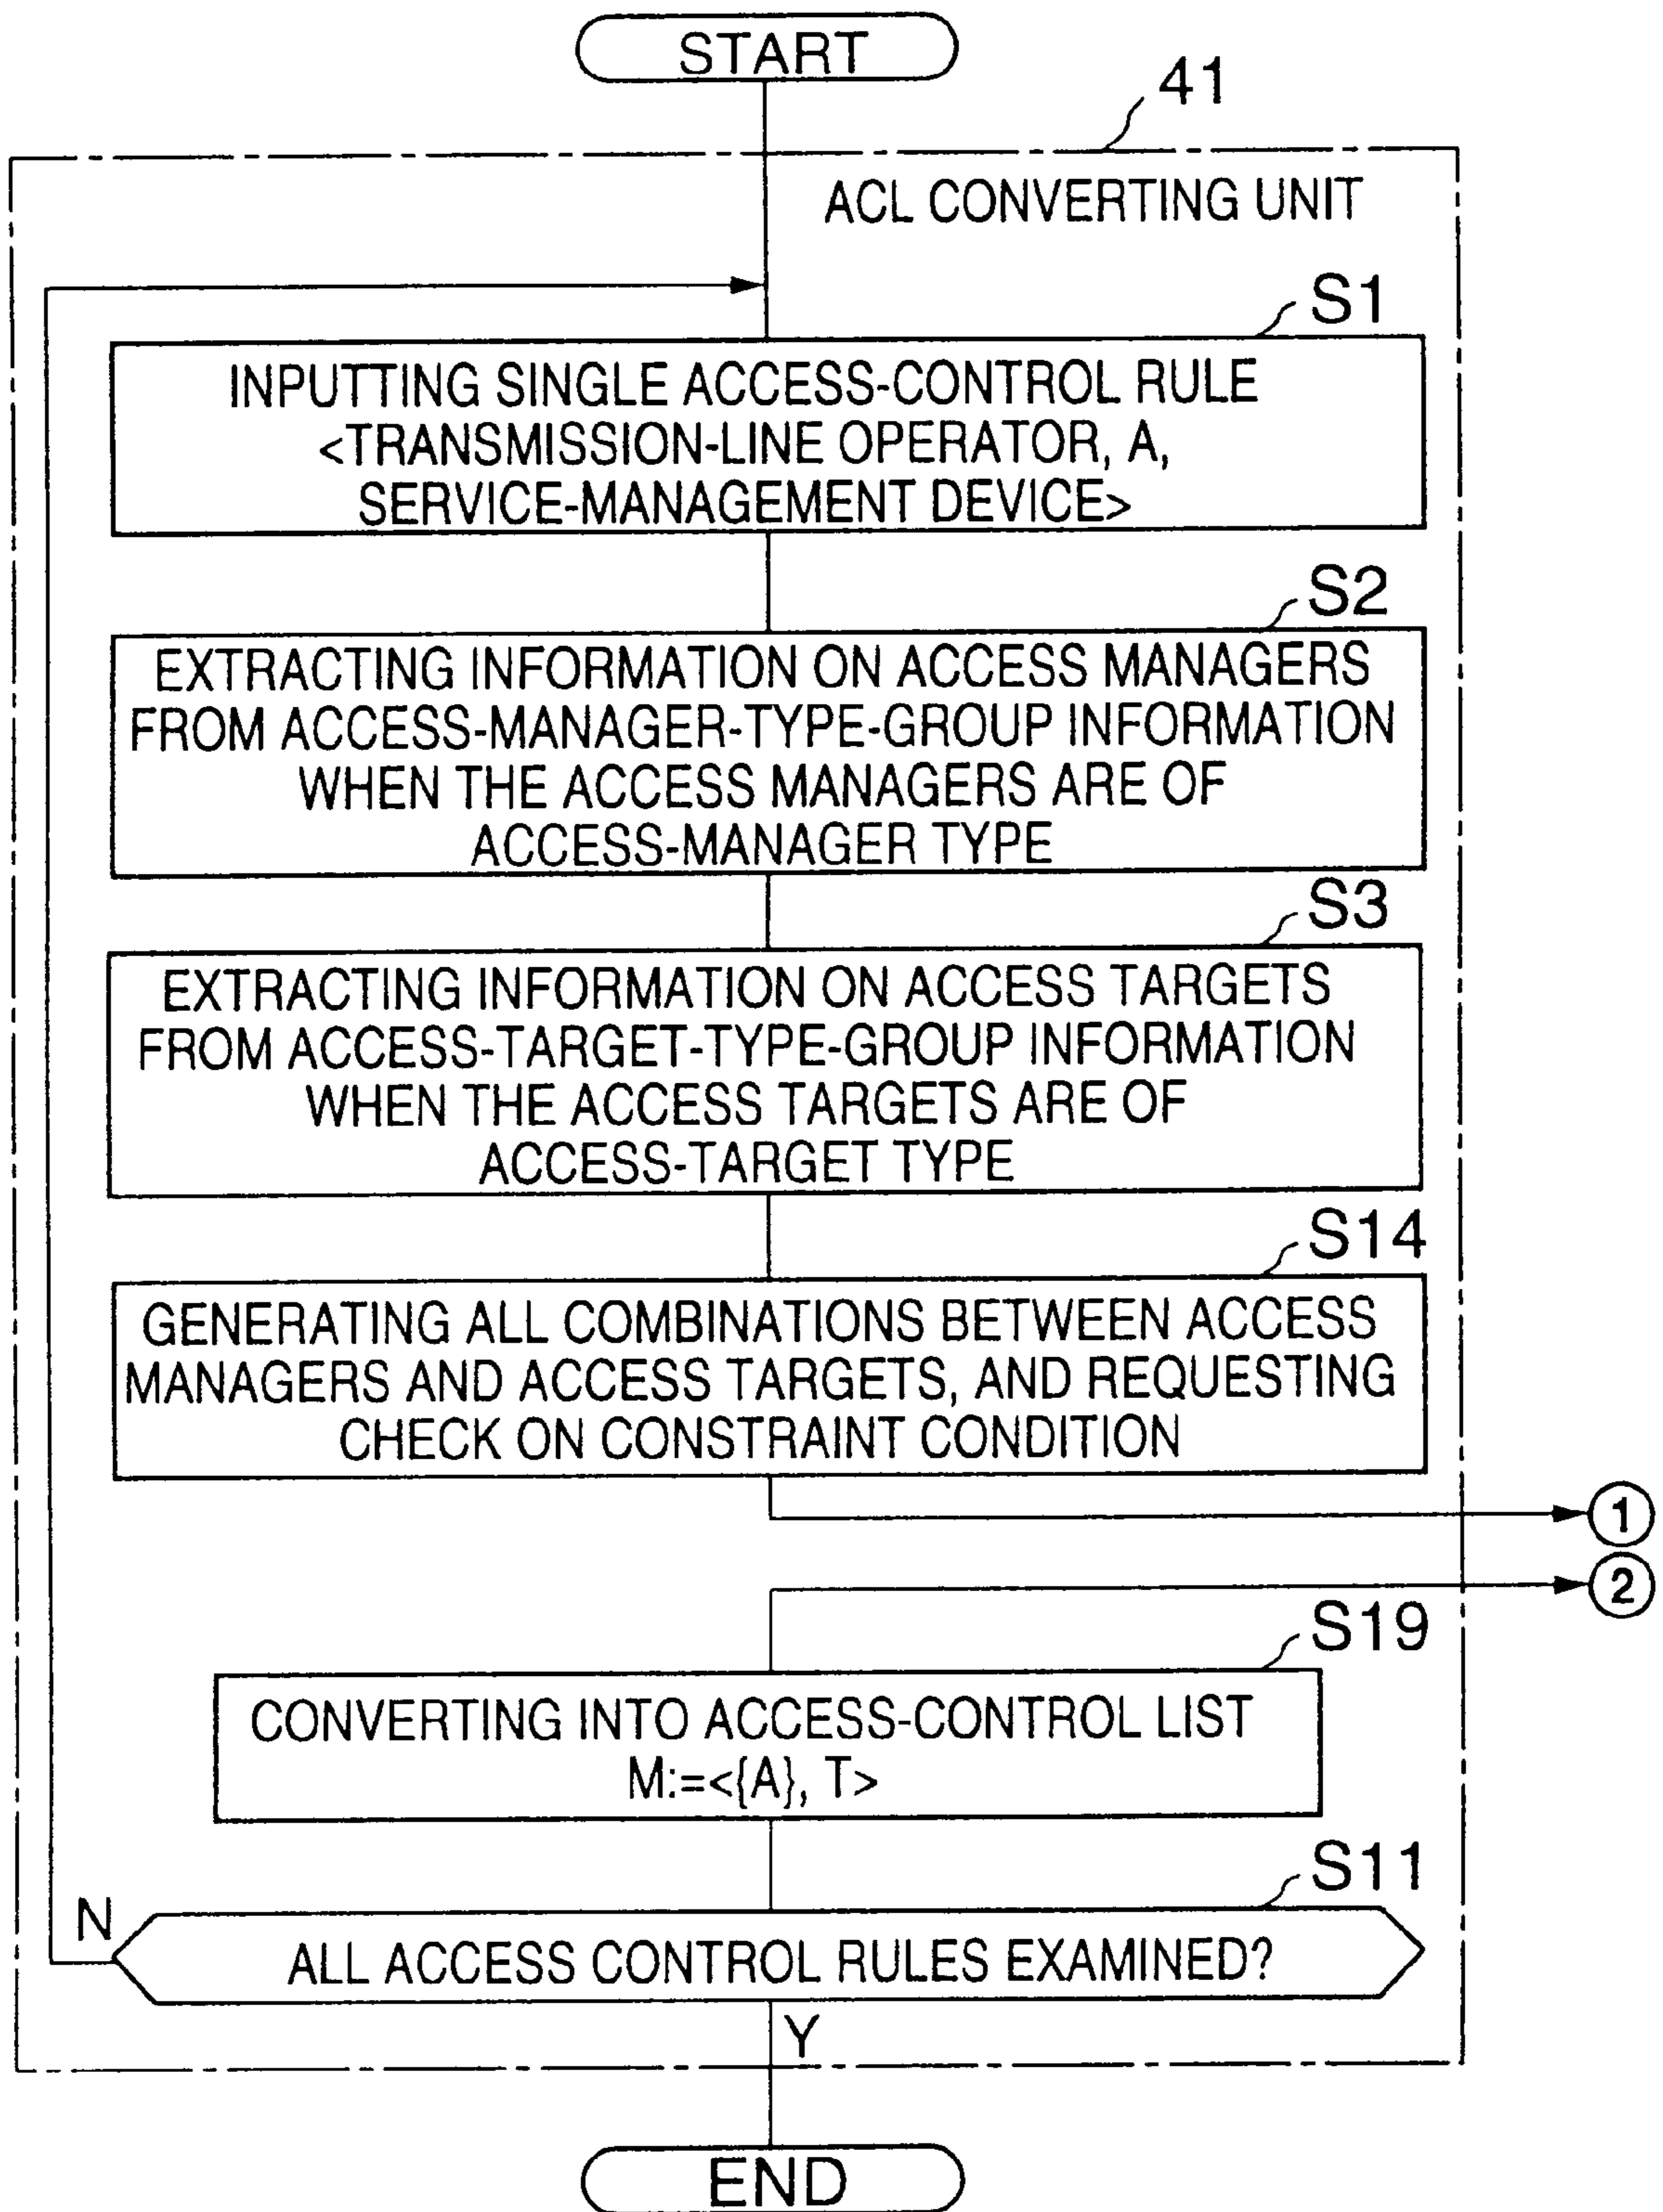 START
41
ACL CONVERTING UNIT
S1
INPUTTING SINGLE ACCESS-CONTROL RULE
<TRANSMISSION-LINE OPERATOR, A,
SERVICE-MANAGEMENT DEVICE>
S2
EXTRACTING INFORMATION ON ACCESS MANAGERS
FROM ACCESS-MANAGER-TYPE-GROUP INFORMATION
WHEN THE ACCESS MANAGERS ARE OF
ACCESS-MANAGER TYPE
S3
EXTRACTING INFORMATION ON ACCESS TARGETS
FROM ACCESS-TARGET-TYPE-GROUP INFORMATION
WHEN THE ACCESS TARGETS ARE OF
ACCESS-TARGET TYPE
S14
GENERATING ALL COMBINATIONS BETWEEN ACCESS
MANAGERS AND ACCESS TARGETS, AND REQUESTING
CHECK ON CONSTRAINT CONDITION
1
2
S19
CONVERTING INTO ACCESS-CONTROL LIST
M:=<{A}, T>
S11
N
ALL ACCESS CONTROL RULES EXAMINED?
Y
END